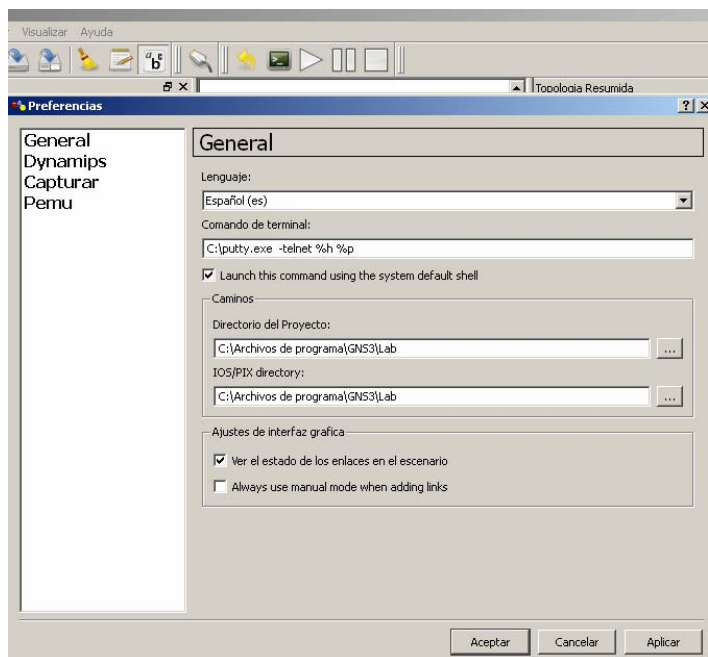 Visualizar Ayuda
Topologia Resumida
Preferencias
General
Dynamips
Capturar
Pemu
General
Lenguaje:
Español (es)
Comando de terminal:
C:\putty.exe -telnet %h %p
Launch this command using the system default shell
Caminos
Directorio del Proyecto:
C:\Archivos de programa\GNS3\Lab
...
IOS/PIX directory:
C:\Archivos de programa\GNS3\Lab
...
Ajustes de interfaz grafica
Ver el estado de los enlaces en el escenario
Always use manual mode when adding links
Aceptar Cancelar Aplicar